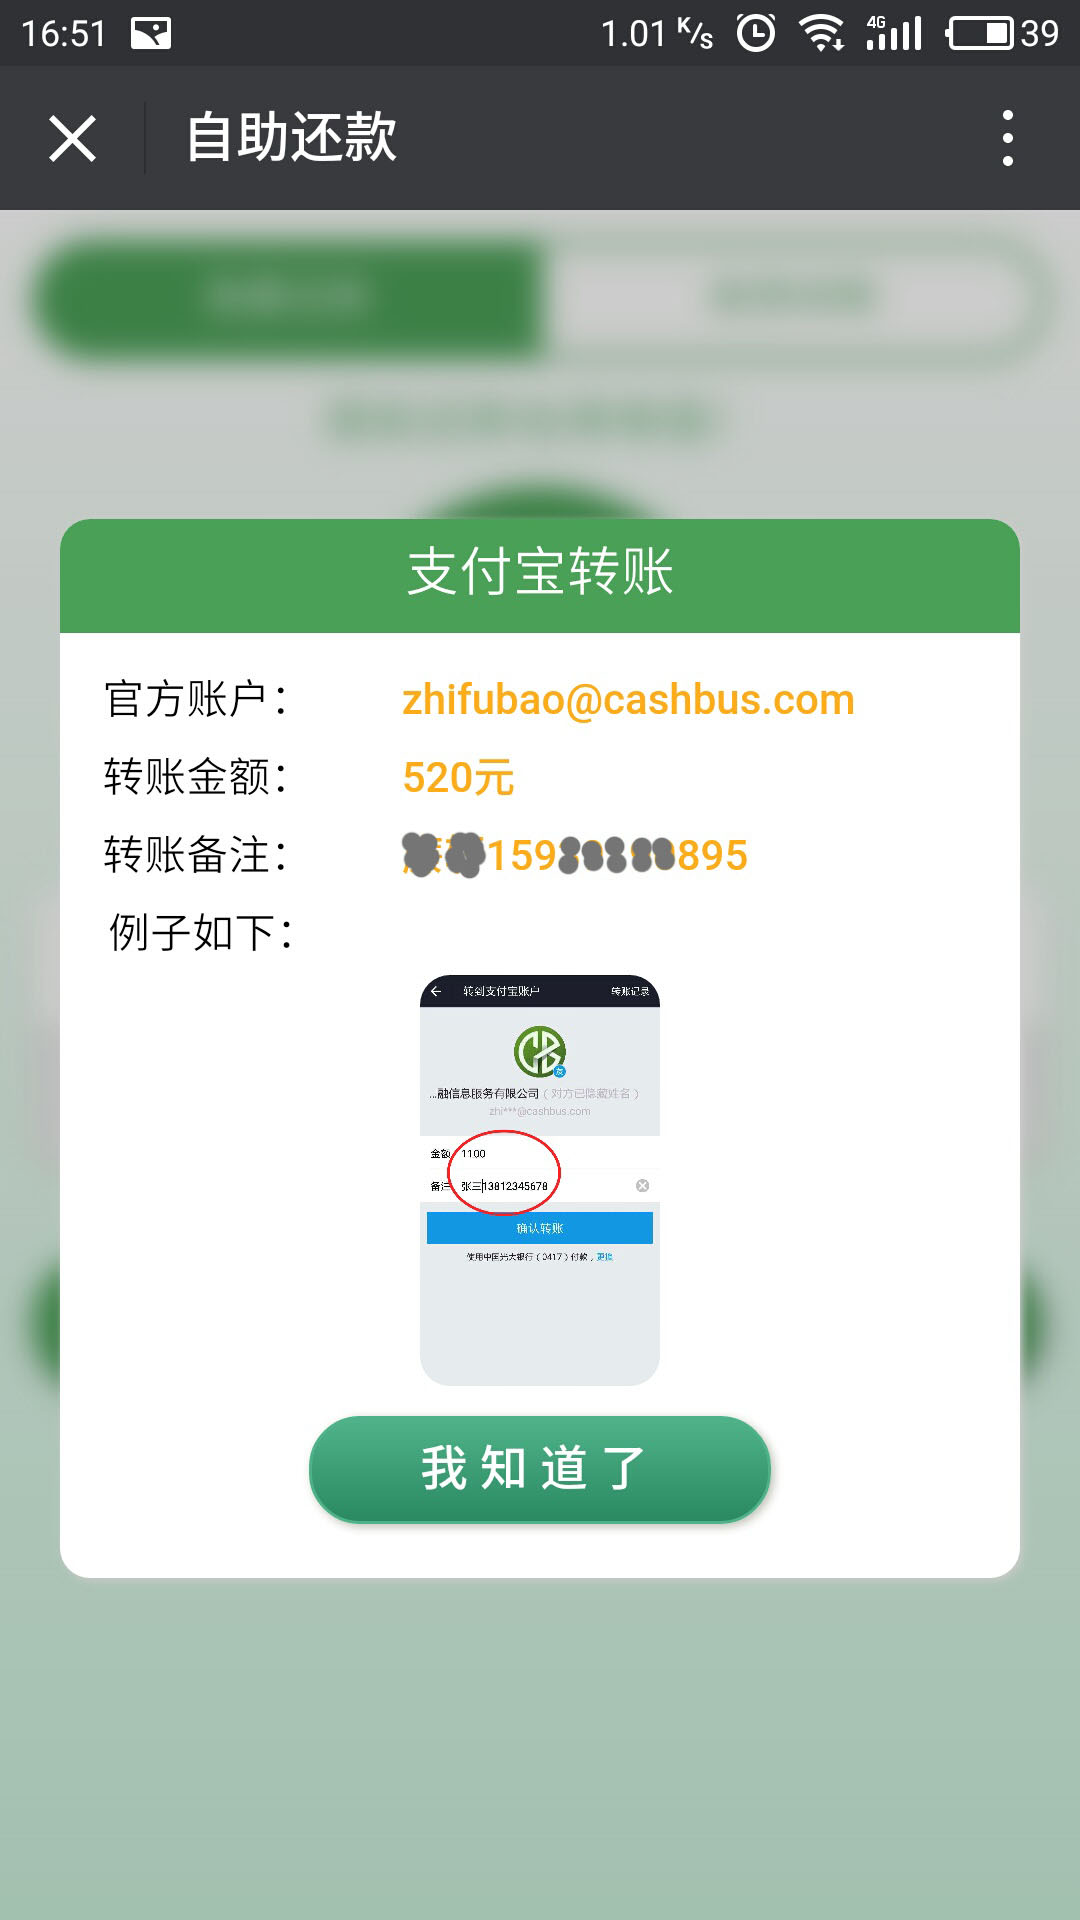 16:51 1.01 K/s 4G 39
自助还款
支付宝转账
官方账户： zhifubao@cashbus.com
转账金额： 520元
转账备注： 159 895
例子如下：
转到支付宝账户 转账记录
...融信息服务有限公司（对方已隐藏姓名）
zhi***@cashbus.com
金额 1100
备注 张三13812345678
确认转账
使用中国光大银行（0417）付款，更换
我知道了